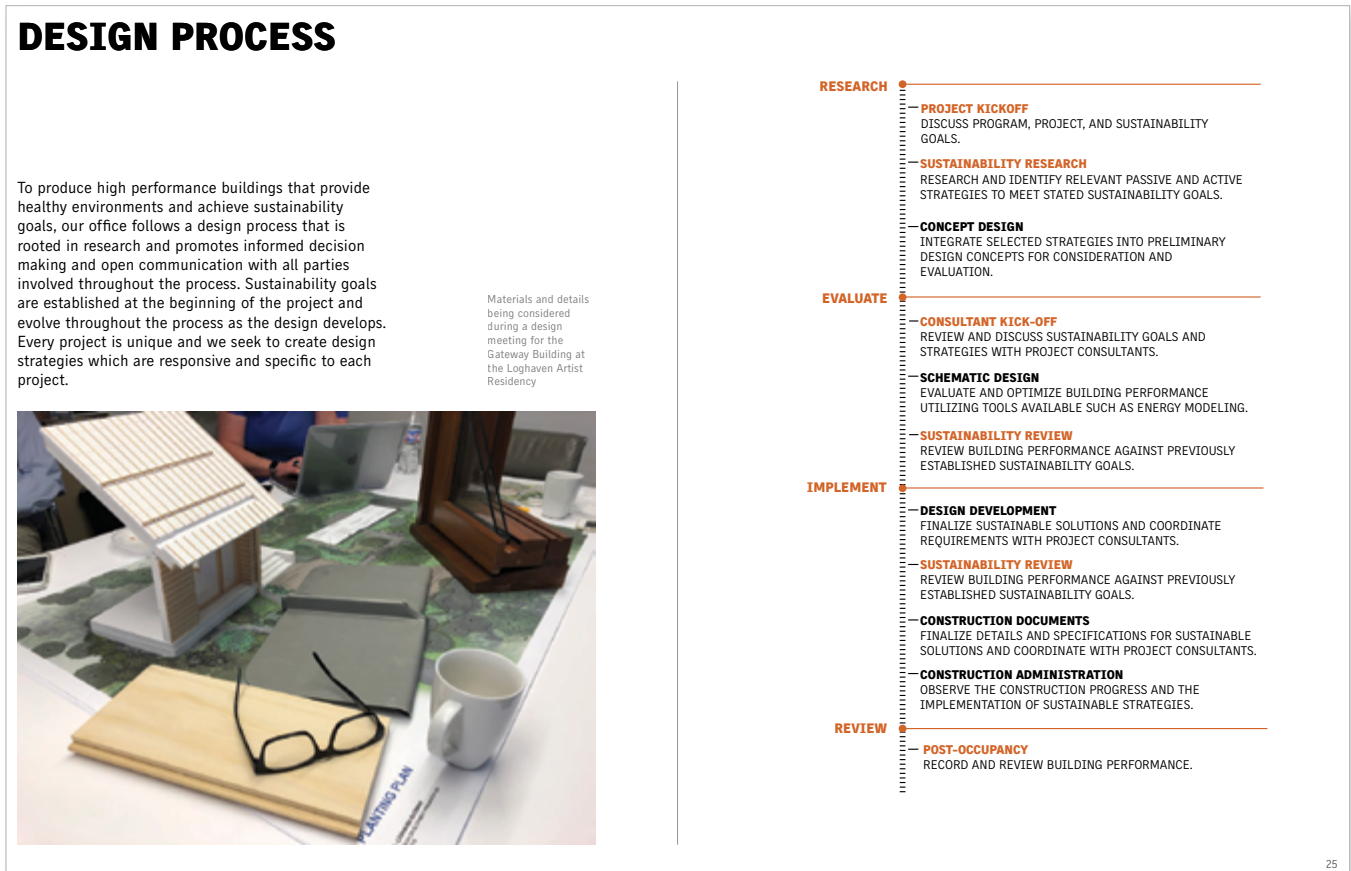 DESIGN PROCESS
To produce high performance buildings that provide
healthy environments and achieve sustainability
goals, our office follows a design process that is
rooted in research and promotes informed decision
making and open communication with all parties
involved throughout the process. Sustainability goals
are established at the beginning of the project and
evolve throughout the process as the design develops.
Every project is unique and we seek to create design
strategies which are responsive and specific to each
project.
Materials and details
being considered
during a design
meeting for the
Gateway Building at
the Loghaven Artist
Residency
PLANTING PLAN
RESEARCH
PROJECT KICKOFF
DISCUSS PROGRAM, PROJECT, AND SUSTAINABILITY
GOALS.
SUSTAINABILITY RESEARCH
RESEARCH AND IDENTIFY RELEVANT PASSIVE AND ACTIVE
STRATEGIES TO MEET STATED SUSTAINABILITY GOALS.
CONCEPT DESIGN
INTEGRATE SELECTED STRATEGIES INTO PRELIMINARY
DESIGN CONCEPTS FOR CONSIDERATION AND
EVALUATION.
EVALUATE
CONSULTANT KICK-OFF
REVIEW AND DISCUSS SUSTAINABILITY GOALS AND
STRATEGIES WITH PROJECT CONSULTANTS.
SCHEMATIC DESIGN
EVALUATE AND OPTIMIZE BUILDING PERFORMANCE
UTILIZING TOOLS AVAILABLE SUCH AS ENERGY MODELING.
SUSTAINABILITY REVIEW
REVIEW BUILDING PERFORMANCE AGAINST PREVIOUSLY
ESTABLISHED SUSTAINABILITY GOALS.
IMPLEMENT
DESIGN DEVELOPMENT
FINALIZE SUSTAINABLE SOLUTIONS AND COORDINATE
REQUIREMENTS WITH PROJECT CONSULTANTS.
SUSTAINABILITY REVIEW
REVIEW BUILDING PERFORMANCE AGAINST PREVIOUSLY
ESTABLISHED SUSTAINABILITY GOALS.
CONSTRUCTION DOCUMENTS
FINALIZE DETAILS AND SPECIFICATIONS FOR SUSTAINABLE
SOLUTIONS AND COORDINATE WITH PROJECT CONSULTANTS.
CONSTRUCTION ADMINISTRATION
OBSERVE THE CONSTRUCTION PROGRESS AND THE
IMPLEMENTATION OF SUSTAINABLE STRATEGIES.
REVIEW
POST-OCCUPANCY
RECORD AND REVIEW BUILDING PERFORMANCE.
25